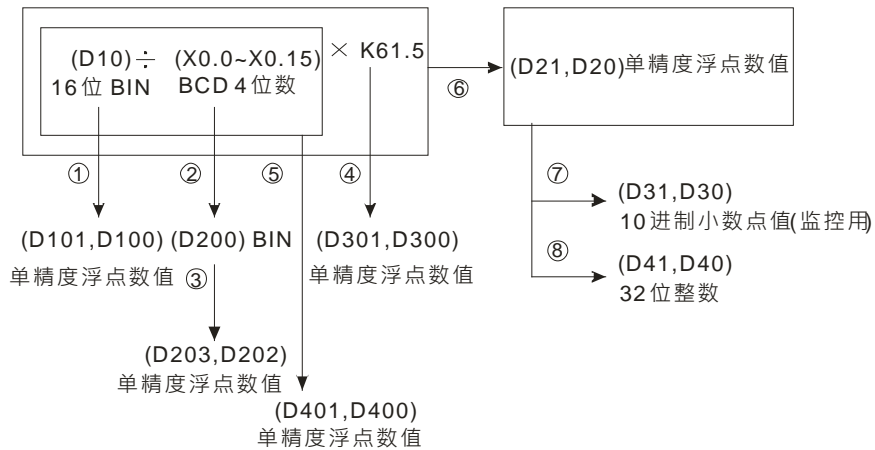 (D10)÷ (X0.0~X0.15) × K61.5
16位 BIN BCD 4位数
(D21,D20)单精度浮点数值
⑥
① ② ⑤ ④ ⑦
(D31,D30)
10进制小数点值(监控用)
(D101,D100) (D200) BIN (D301,D300)
单精度浮点数值 ③ 单精度浮点数值
⑧
(D41,D40)
32位整数
(D203,D202)
单精度浮点数值
(D401,D400)
单精度浮点数值